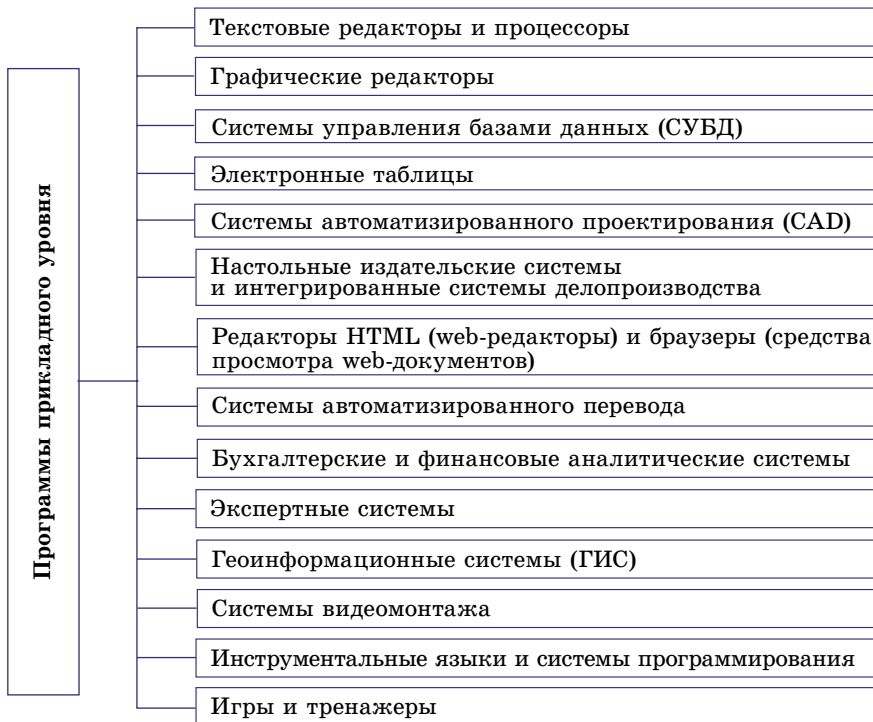 Программы прикладного уровня
Текстовые редакторы и процессоры
Графические редакторы
Системы управления базами данных (СУБД)
Электронные таблицы
Системы автоматизированного проектирования (CAD)
Настольные издательские системы
и интегрированные системы делопроизводства
Редакторы HTML (web-редакторы) и браузеры (средства
просмотра web-документов)
Системы автоматизированного перевода
Бухгалтерские и финансовые аналитические системы
Экспертные системы
Геоинформационные системы (ГИС)
Системы видеомонтажа
Инструментальные языки и системы программирования
Игры и тренажеры